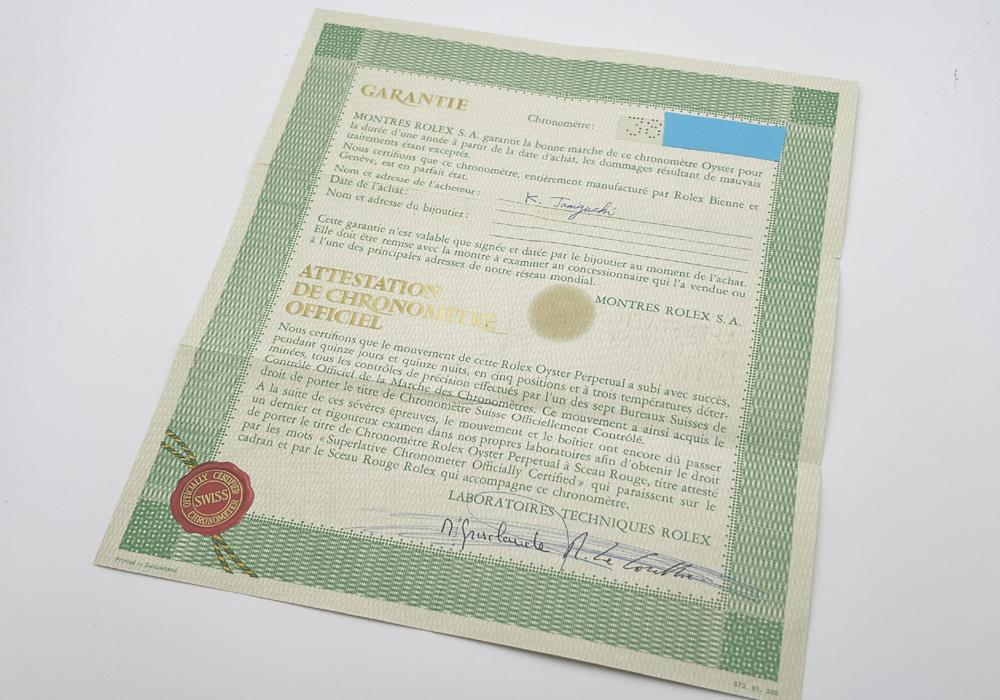 GARANTIE
Chronomètre: 38
MONTRES ROLEX S. A. garantit la bonne marche de ce chronomètre Oyster pour
la durée d'une année à partir de la date d'achat, les dommages résultant de mauvais
traitements étant exceptés.
Nous certifions que ce chronomètre, entièrement manufacturé par Rolex Bienne et
Genève, est en parfait état.
Nom et adresse de l'acheteur: K. Taniguchi
Date de l'achat:
Nom et adresse du bijoutier:
Cette garantie n'est valable que signée et datée par le bijoutier au moment de l'achat.
Elle doit être remise avec la montre à examiner au concessionnaire qui l'a vendue ou
à l'une des principales adresses de notre réseau mondial.
MONTRES ROLEX S. A.
ATTESTATION
DE CHRONOMÈTRE
OFFICIEL
Nous certifions que le mouvement de cette Rolex Oyster Perpetual a subi avec succès,
pendant quinze jours et quinze nuits, en cinq positions et à trois températures déter-
minées, tous les contrôles de précision effectués par l'un des sept Bureaux Suisses de
Contrôle Officiel de la Marche des Chronomètres. Ce mouvement a ainsi acquis le
droit de porter le titre de Chronomètre Suisse Officiellement Contrôlé.
A la suite de ces sévères épreuves, le mouvement et le boîtier ont encore dû passer
un dernier et rigoureux examen dans nos propres laboratoires afin d'obtenir le droit
de porter le titre de Chronomètre Rolex Oyster Perpetual à Sceau Rouge, titre attesté
par les mots «Superlative Chronometer Officially Certified» qui paraissent sur le
cadran et par le Sceau Rouge Rolex qui accompagne ce chronomètre.
LABORATOIRES TECHNIQUES ROLEX
OFFICIALLY CERTIFIED
SWISS
CHRONOMETER
Printed in Switzerland
572. 01. 300